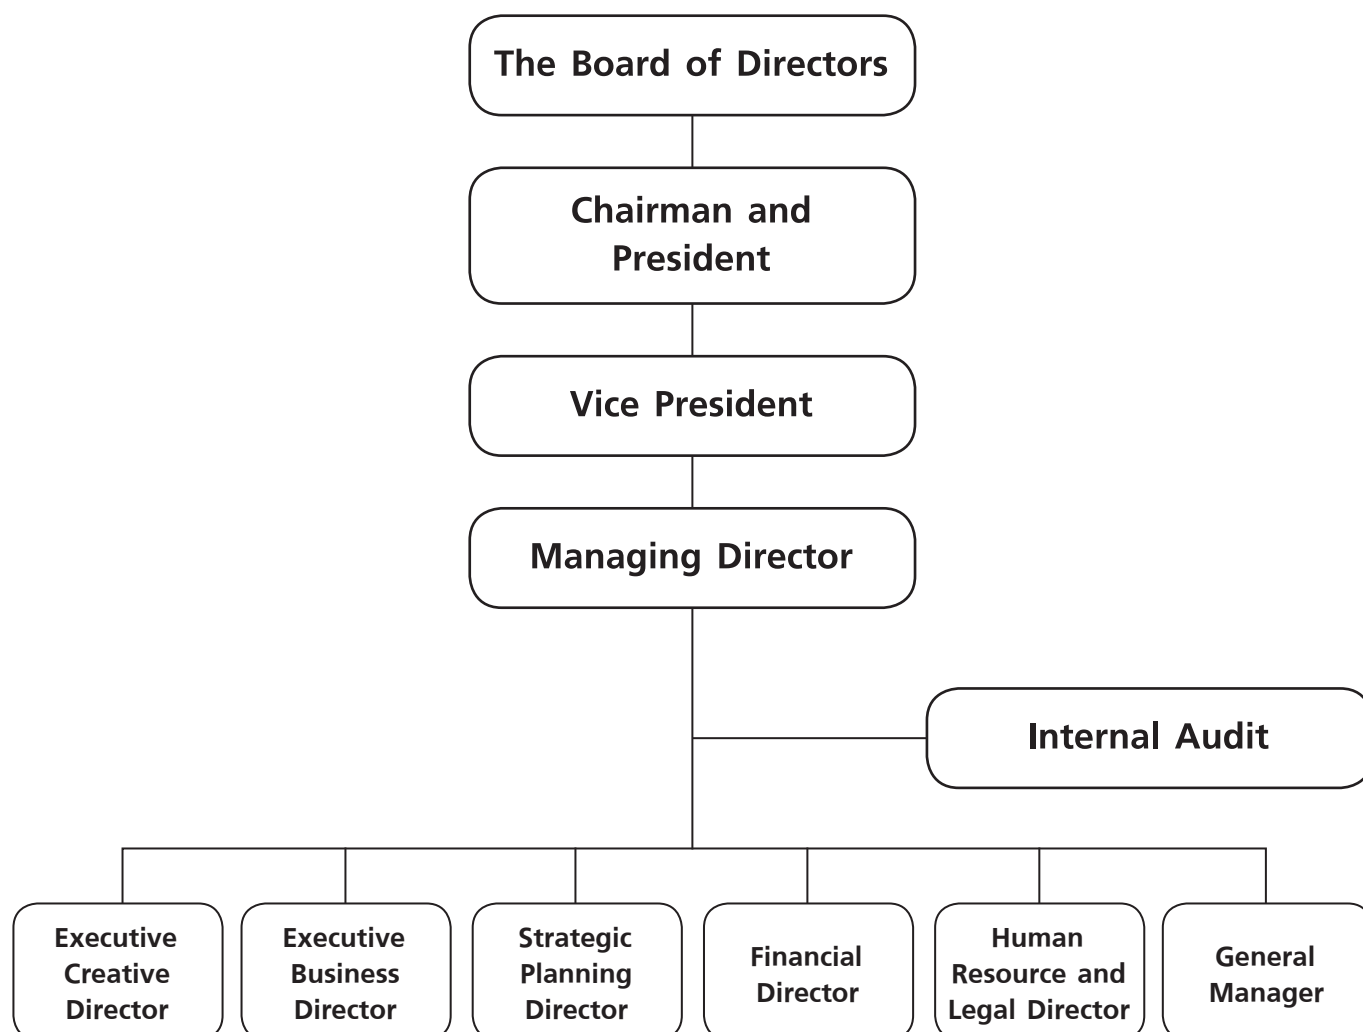 The Board of Directors
Chairman and
President
Vice President
Managing Director
Internal Audit
Executive
Creative
Director
Executive
Business
Director
Strategic
Planning
Director
Financial
Director
Human
Resource and
Legal Director
General
Manager